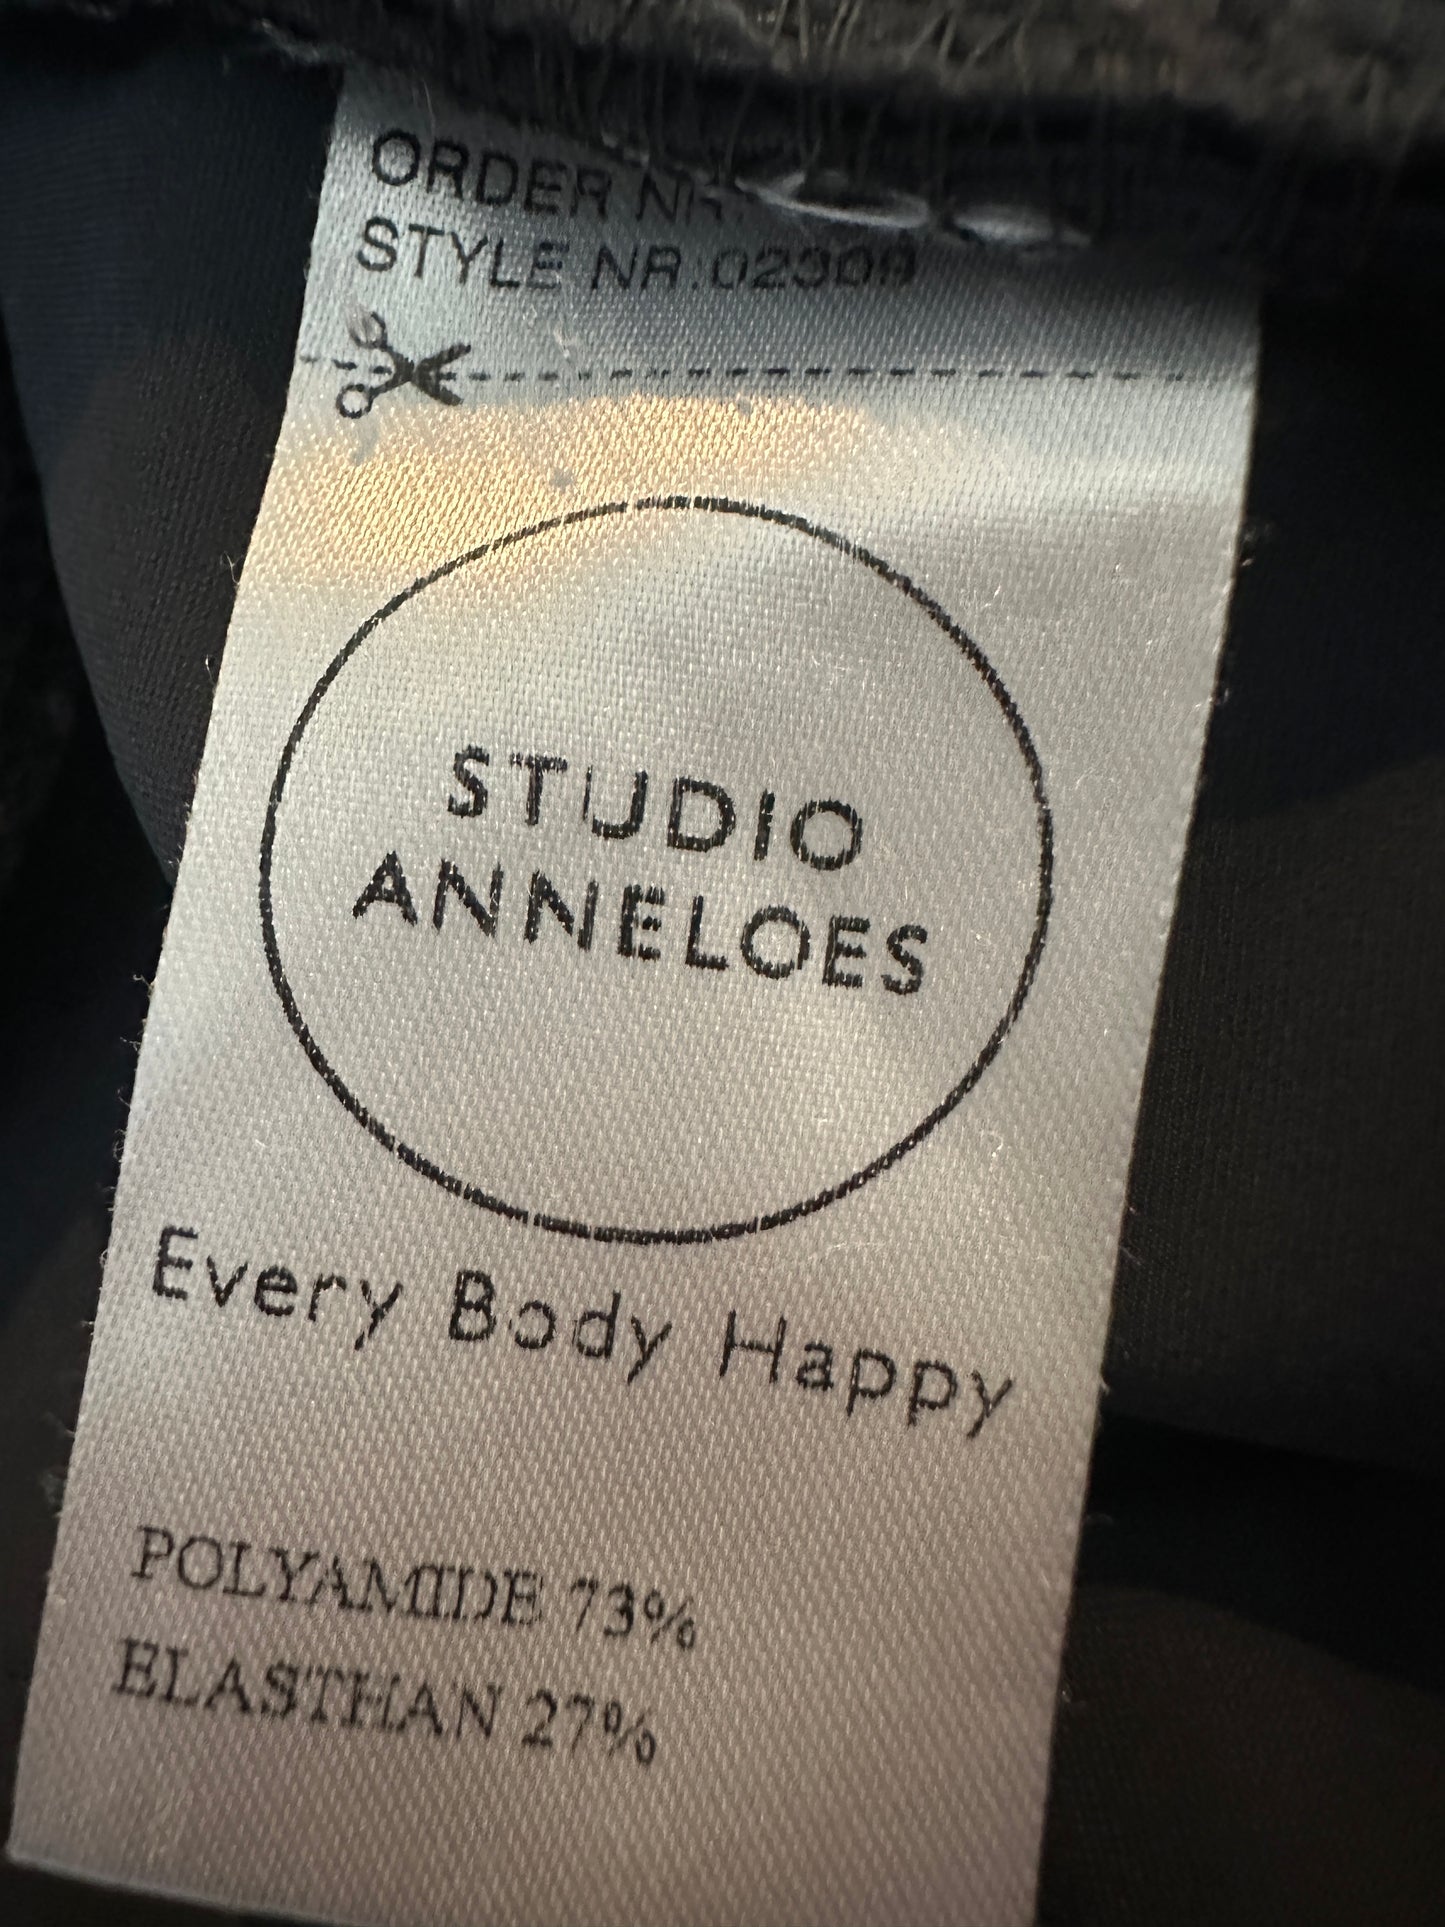 ORDER NR.
STYLE NR.02309
STUDIO
ANNELOES
Every Body Happy
POLYAMIDE 73%
ELASTHAN 27%